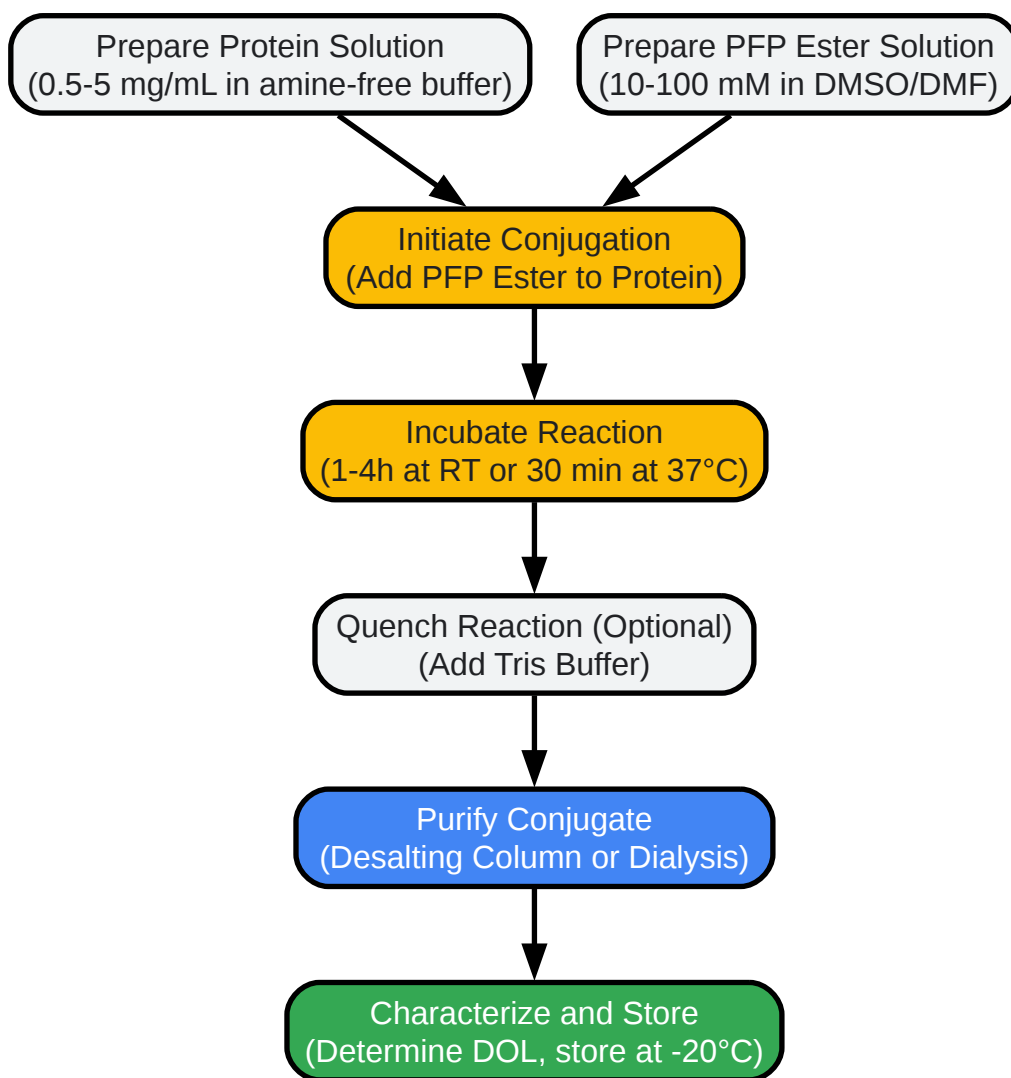 Prepare Protein Solution
(0.5-5 mg/mL in amine-free buffer)
Prepare PFP Ester Solution
(10-100 mM in DMSO/DMF)
Initiate Conjugation
(Add PFP Ester to Protein)
Incubate Reaction
(1-4h at RT or 30 min at 37°C)
Quench Reaction (Optional)
(Add Tris Buffer)
Purify Conjugate
(Desalting Column or Dialysis)
Characterize and Store
(Determine DOL, store at -20°C)